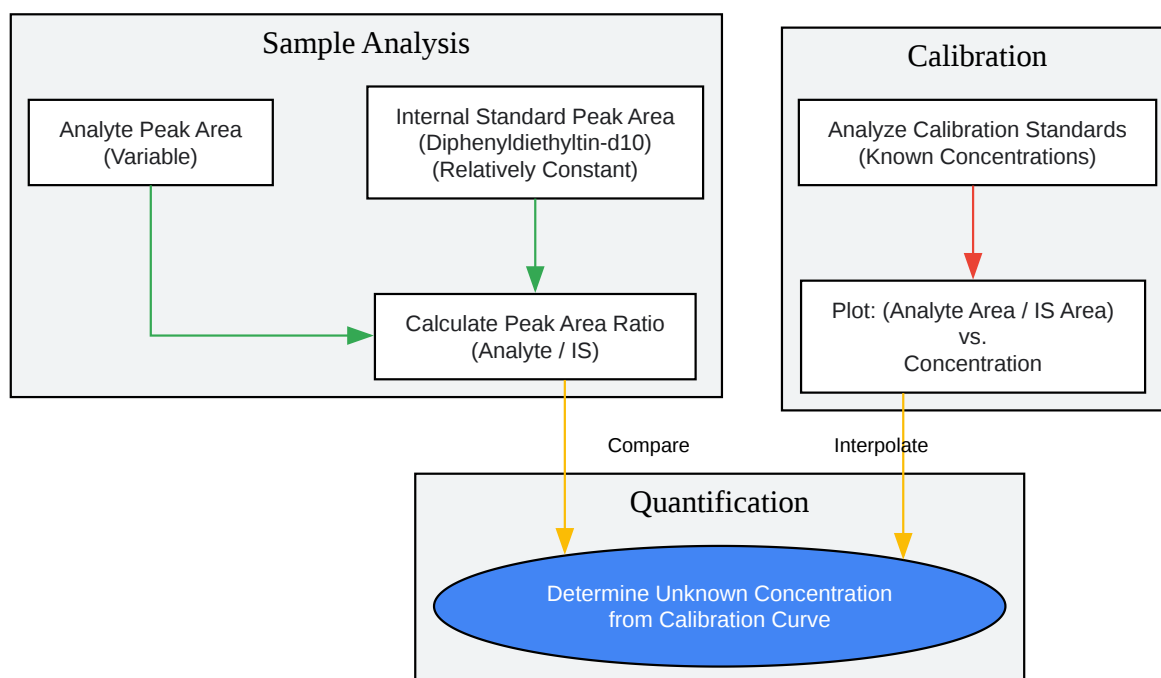 Sample Analysis
Analyte Peak Area
(Variable)
Internal Standard Peak Area
(Diphenyldiethyltin-d10)
(Relatively Constant)
Calculate Peak Area Ratio
(Analyte / IS)
Calibration
Analyze Calibration Standards
(Known Concentrations)
Plot: (Analyte Area / IS Area)
vs.
Concentration
Compare
Interpolate
Quantification
Determine Unknown Concentration
from Calibration Curve